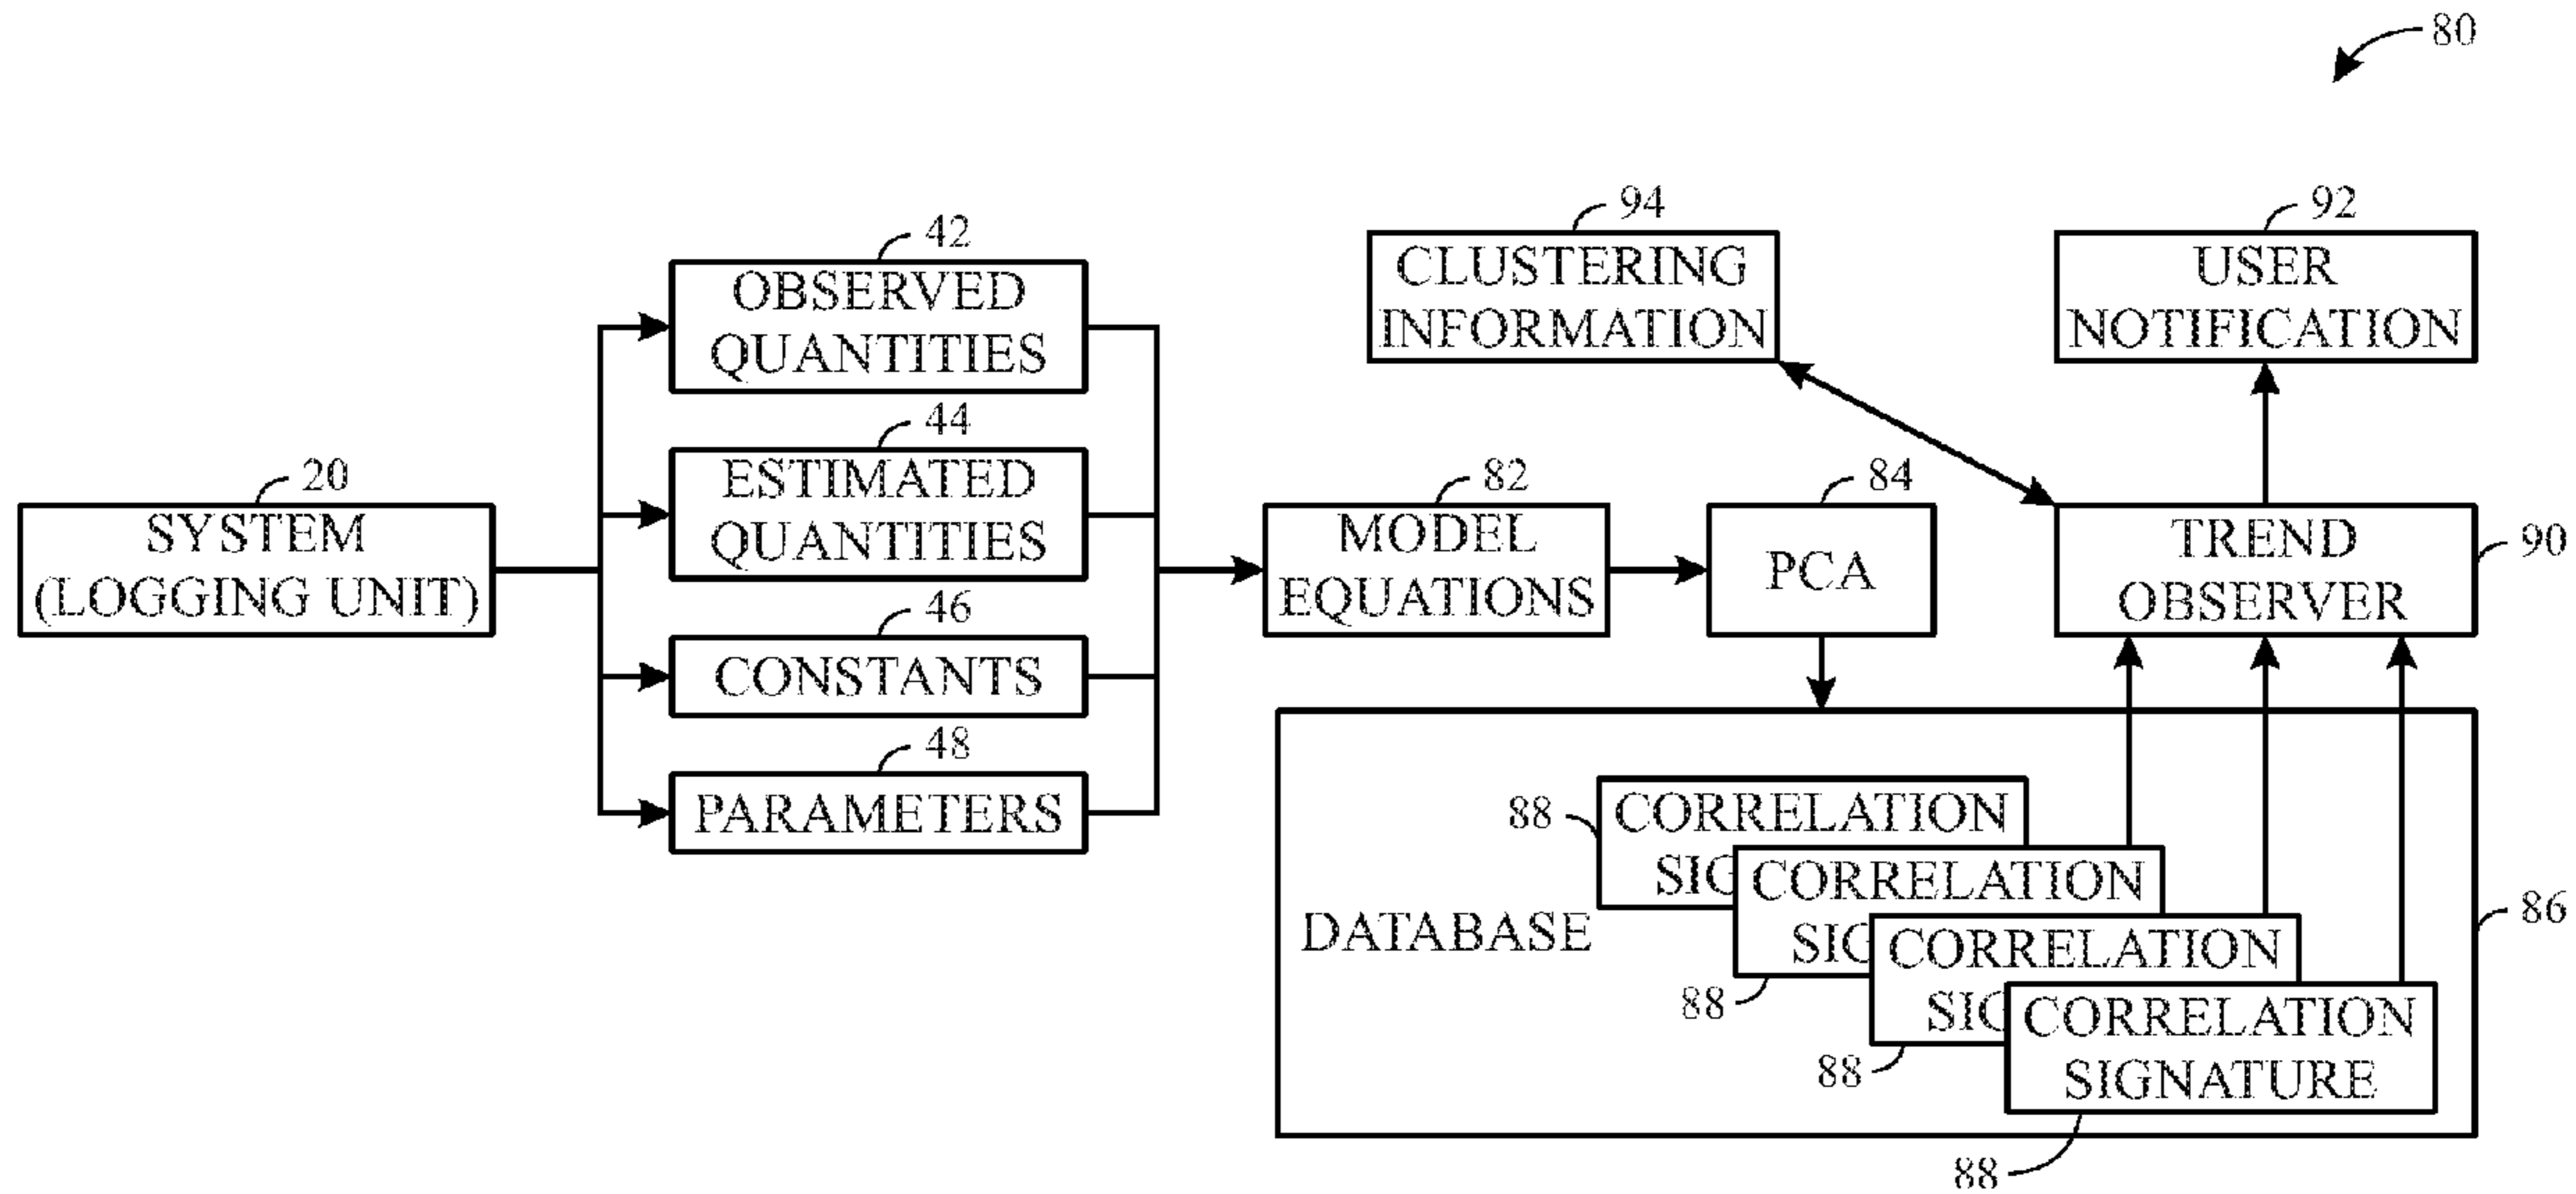 80
94
CLUSTERING
INFORMATION
92
USER
NOTIFICATION
42
OBSERVED
QUANTITIES
44
ESTIMATED
QUANTITIES
20
SYSTEM
(LOGGING UNIT)
46
CONSTANTS
48
PARAMETERS
82
MODEL
EQUATIONS
84
PCA
TREND
OBSERVER
90
DATABASE
86
88
CORRELATION
SIG
88
CORRELATION
SIG
88
CORRELATION
SIG
88
CORRELATION
SIGNATURE